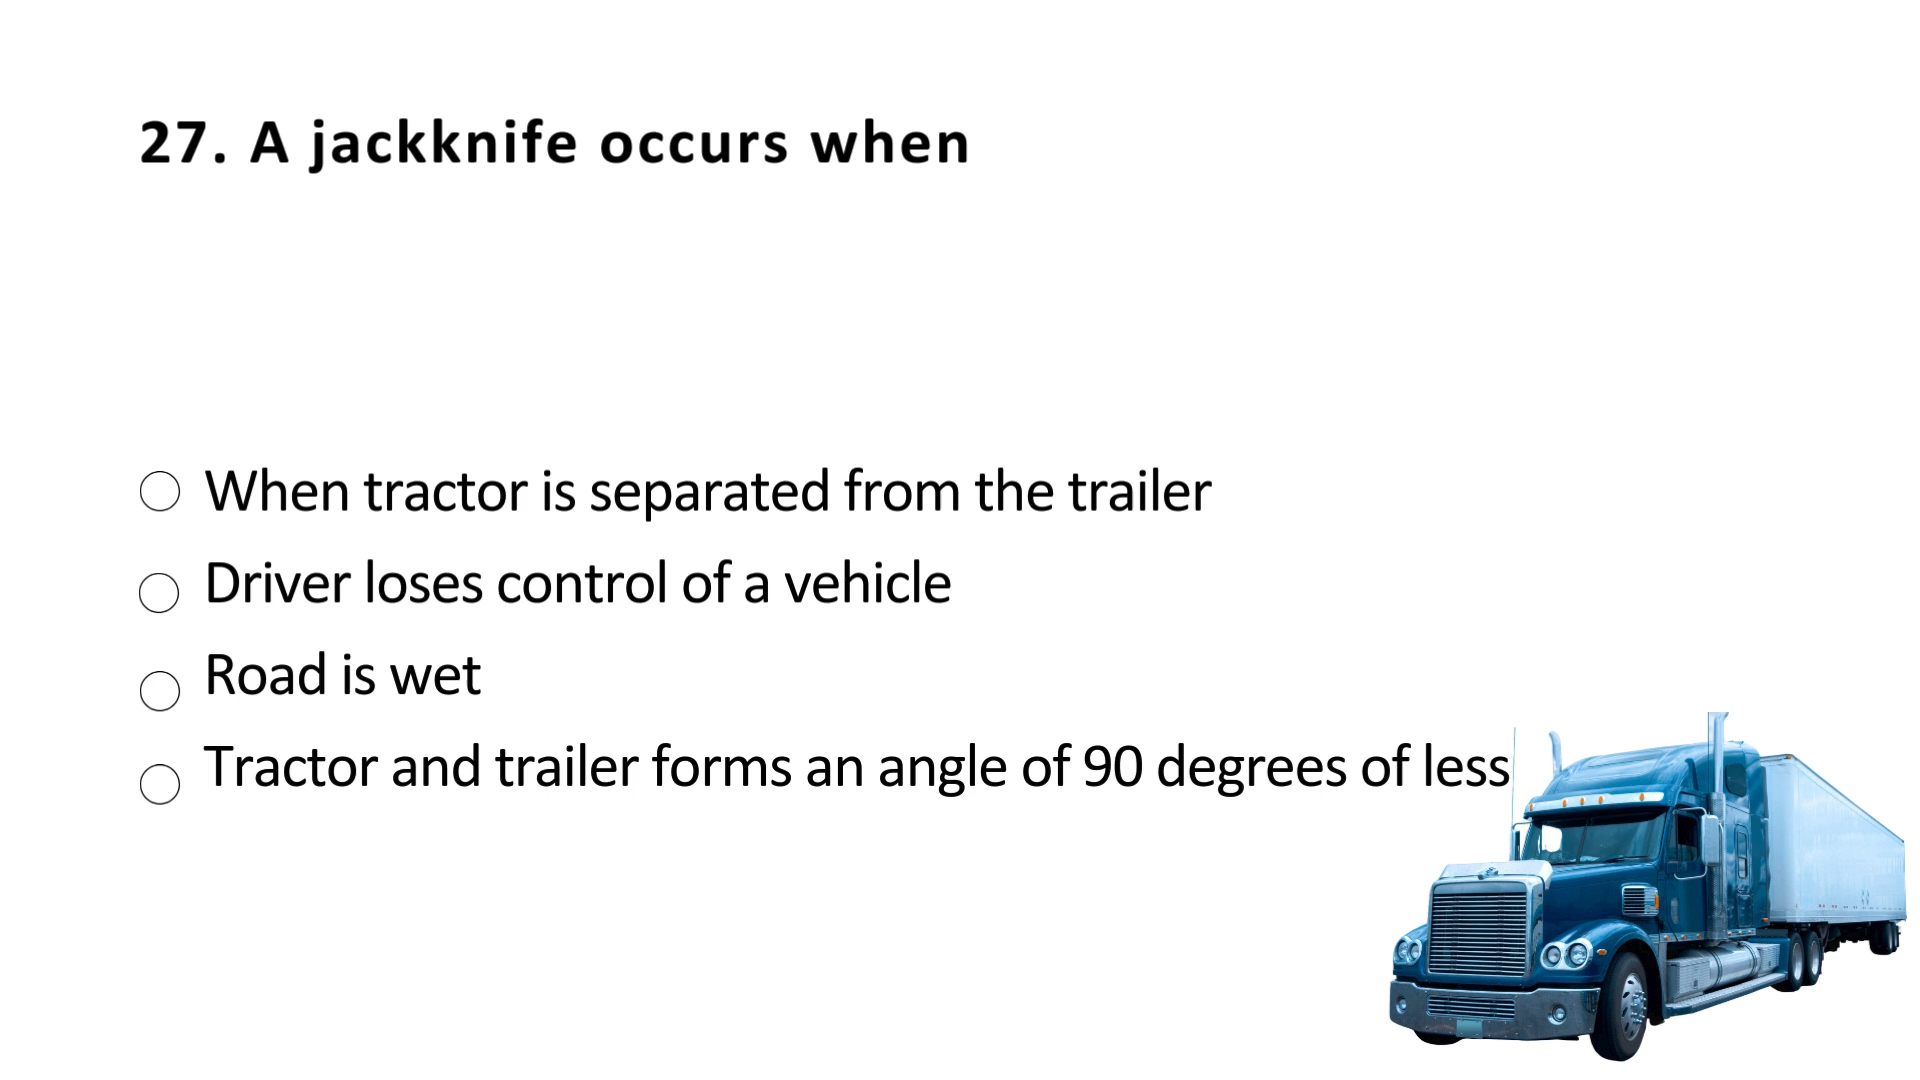 27. A jackknife occurs when
When tractor is separated from the trailer
Driver loses control of a vehicle
Road is wet
Tractor and trailer forms an angle of 90 degrees of less